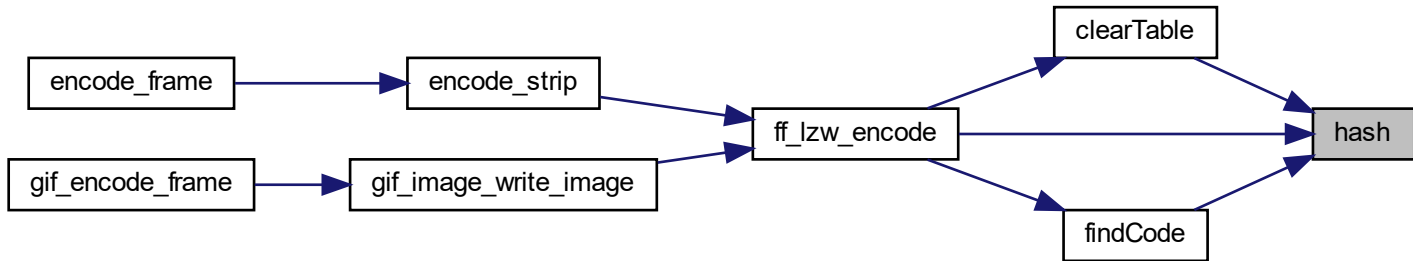 encode_frame
gif_encode_frame
encode_strip
gif_image_write_image
ff_lzw_encode
clearTable
findCode
hash